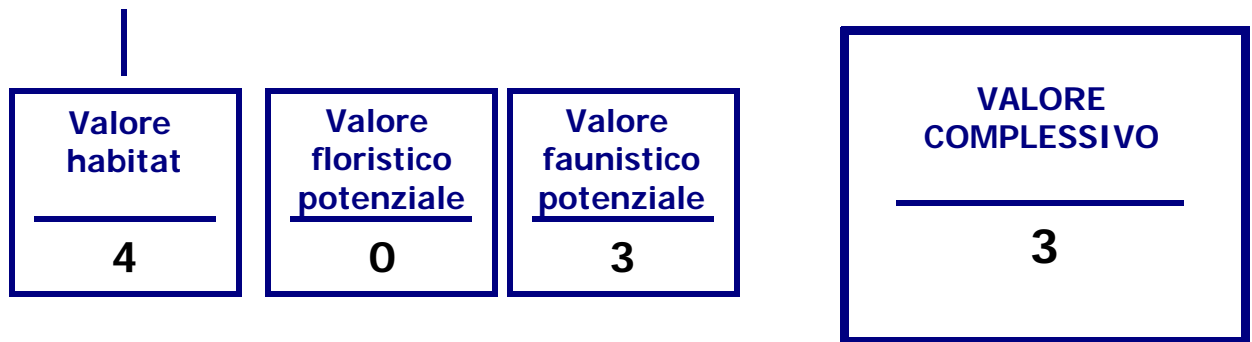 Valore
habitat
4
Valore
floristico
potenziale
0
Valore
faunistico
potenziale
3
VALORE
COMPLESSIVO
3